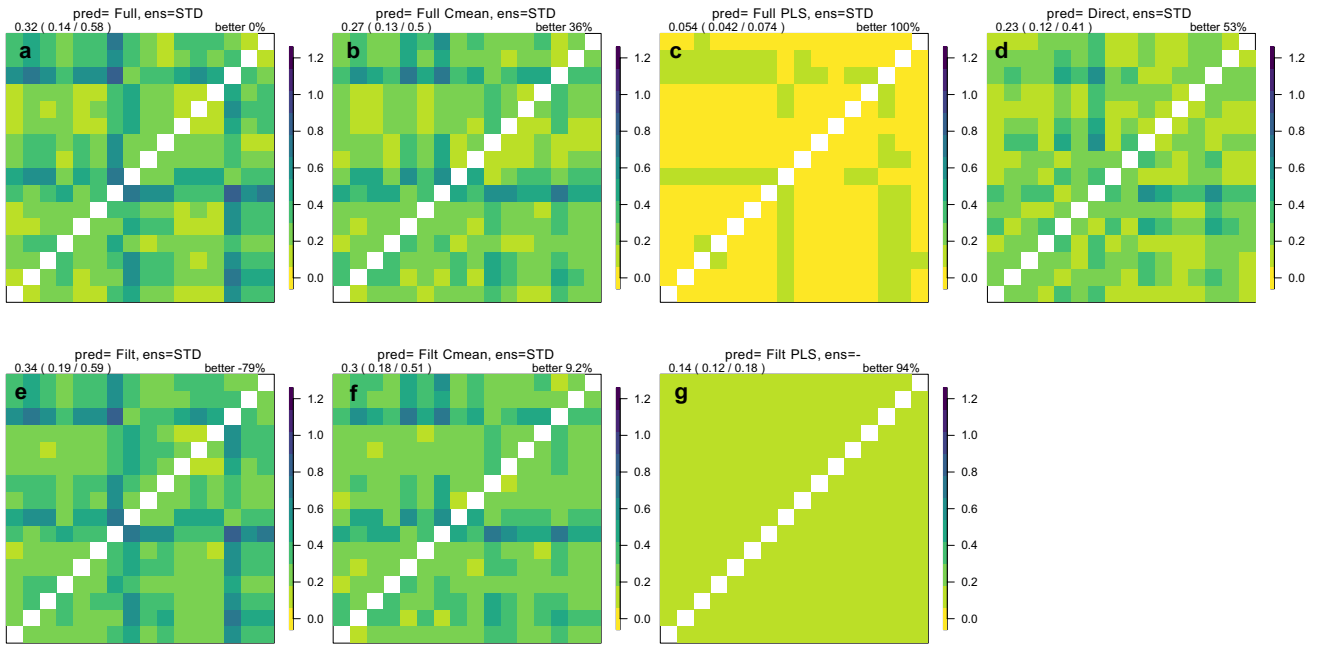 pred= Full, ens=STD
0.32 ( 0.14 / 0.58 ) better 0%
a
1.2
1.0
0.8
0.6
0.4
0.2
0.0
pred= Full Cmean, ens=STD
0.27 ( 0.13 / 0.5 ) better 36%
b
1.2
1.0
0.8
0.6
0.4
0.2
0.0
pred= Full PLS, ens=STD
0.054 ( 0.042 / 0.074 ) better 100%
c
1.2
1.0
0.8
0.6
0.4
0.2
0.0
pred= Direct, ens=STD
0.23 ( 0.12 / 0.41 ) better 53%
d
1.2
1.0
0.8
0.6
0.4
0.2
0.0
pred= Filt, ens=STD
0.34 ( 0.19 / 0.59 ) better -79%
e
1.2
1.0
0.8
0.6
0.4
0.2
0.0
pred= Filt Cmean, ens=STD
0.3 ( 0.18 / 0.51 ) better 9.2%
f
1.2
1.0
0.8
0.6
0.4
0.2
0.0
pred= Filt PLS, ens=-
0.14 ( 0.12 / 0.18 ) better 94%
g
1.2
1.0
0.8
0.6
0.4
0.2
0.0